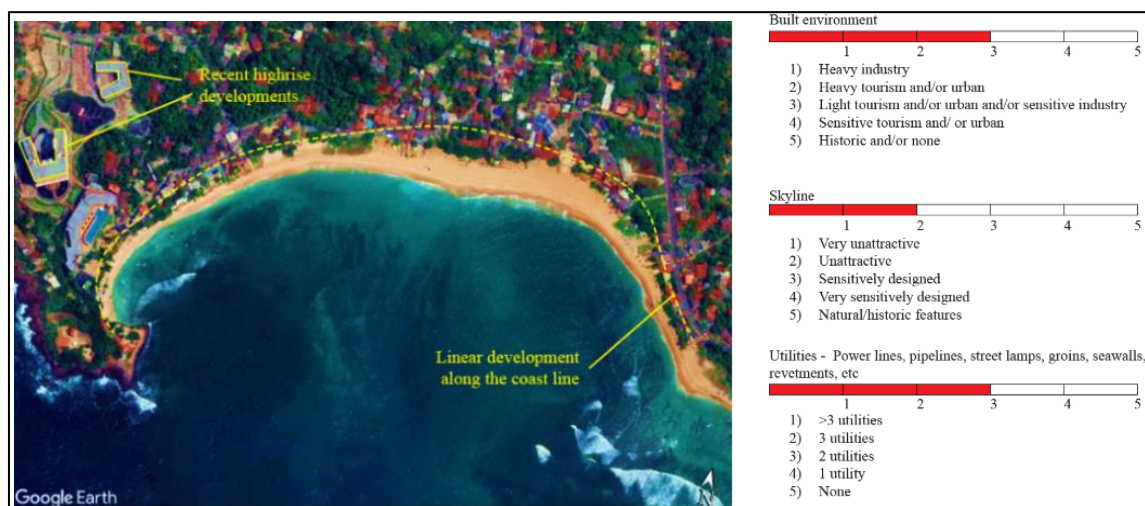 Recent highrise
developments
Linear development
along the coast line
Google Earth
N
Built environment
1 2 3 4 5
1) Heavy industry
2) Heavy tourism and/or urban
3) Light tourism and/or urban and/or sensitive industry
4) Sensitive tourism and/ or urban
5) Historic and/or none
Skyline
1 2 3 4 5
1) Very unattractive
2) Unattractive
3) Sensitively designed
4) Very sensitively designed
5) Natural/historic features
Utilities - Power lines, pipelines, street lamps, groins, seawalls,
revetments, etc
1 2 3 4 5
1) >3 utilities
2) 3 utilities
3) 2 utilities
4) 1 utility
5) None